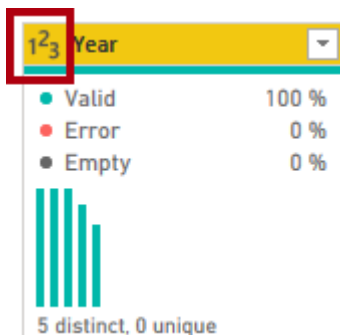 1²3 Year
Valid 100 %
Error 0 %
Empty 0 %
5 distinct, 0 unique